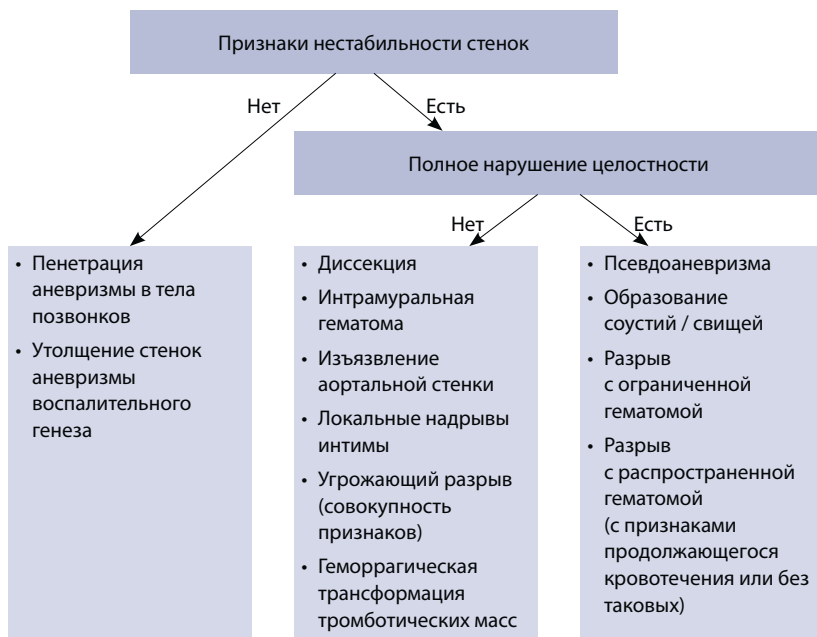 Признаки нестабильности стенок
Нет
Есть
Полное нарушение целостности
Нет
Есть
• Пенетрация
аневризмы в тела
позвонков
• Утолщение стенок
аневризмы
воспалительного
генеза
• Диссекция
• Интрамуральная
гематома
• Изъязвление
аортальной стенки
• Локальные надрывы
интимы
• Угрожающий разрыв
(совокупность
признаков)
• Геморрагическая
трансформация
тромботических масс
• Псевдоаневризма
• Образование
соустий / свищей
• Разрыв
с ограниченной
гематомой
• Разрыв
с распространенной
гематомой
(с признаками
продолжающегося
кровотечения или без
таковых)